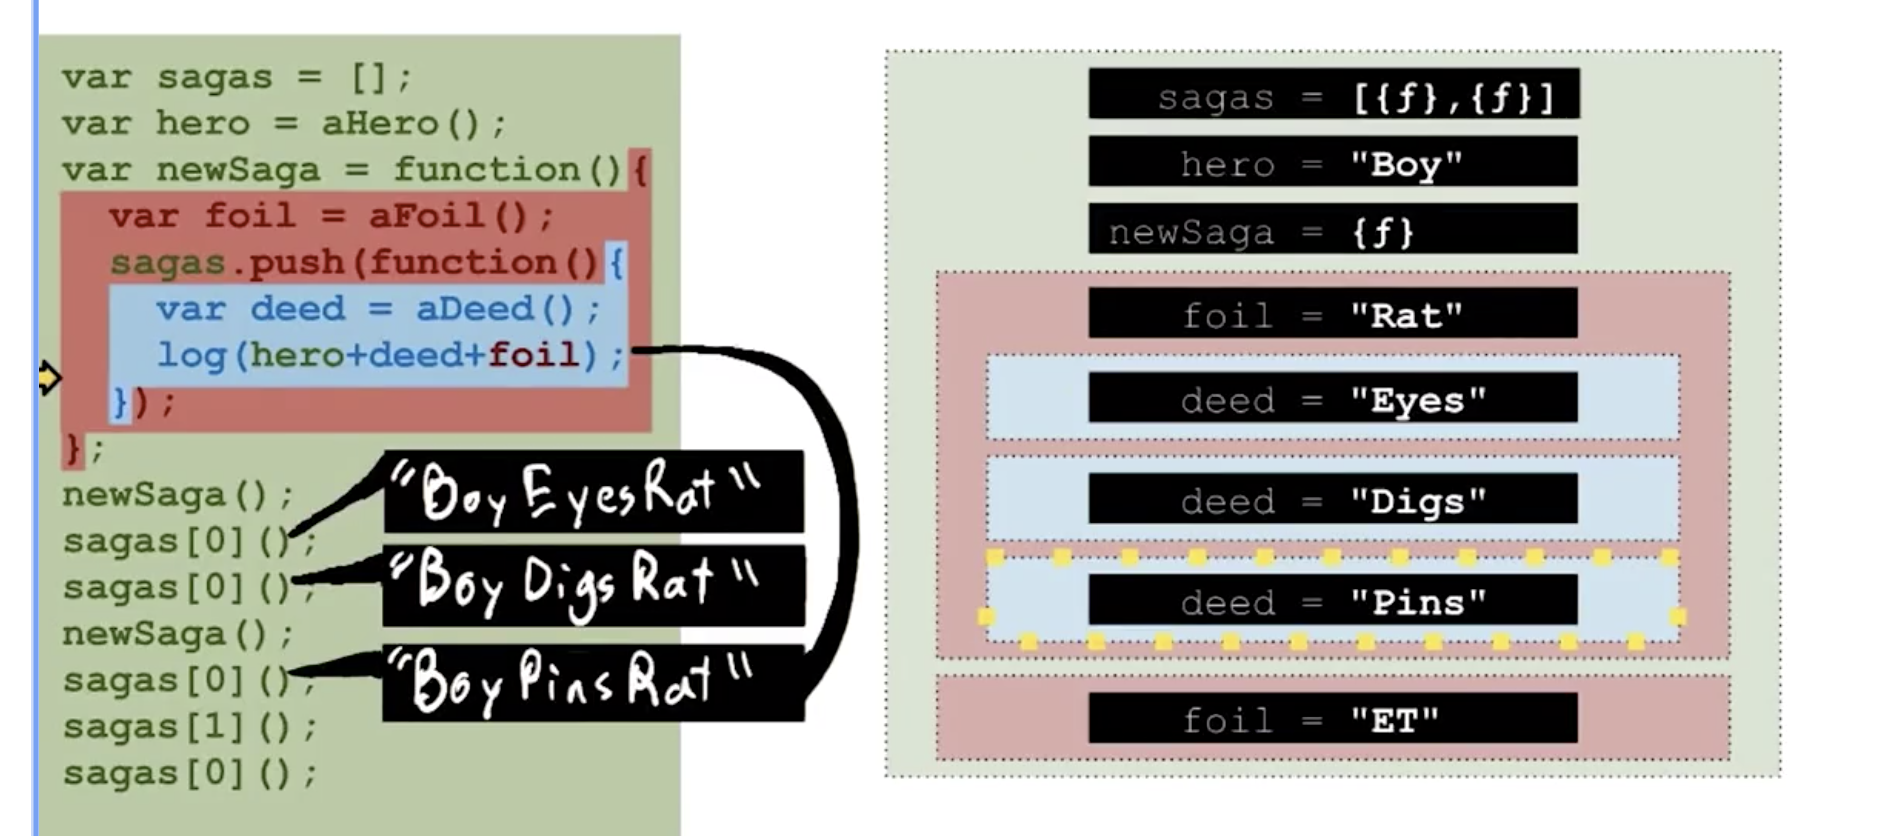 var sagas = [];
var hero = aHero();
var newSaga = function(){
var foil = aFoil();
sagas.push(function(){
var deed = aDeed();
log(hero+deed+foil);
});
};
newSaga();
sagas[0]();
sagas[0]();
newSaga();
sagas[0]();
sagas[1]();
sagas[0]();
"Boy Eyes Rat"
"Boy Digs Rat"
"Boy Pins Rat"
sagas = [{f},{f}]
hero = "Boy"
newSaga = {f}
foil = "Rat"
deed = "Eyes"
deed = "Digs"
deed = "Pins"
foil = "ET"